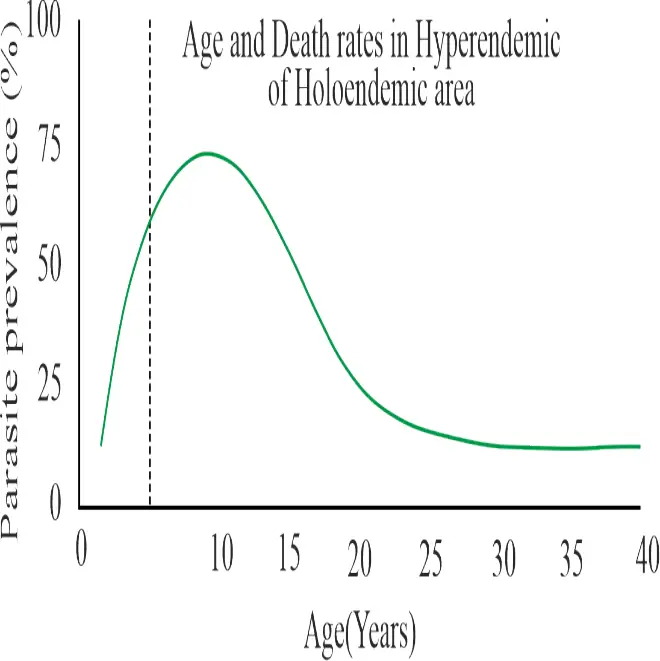 Age and Death rates in Hyperendemic
of Holoendemic area
Parasite prevalence (%)
100
75
50
25
0
0 10 15 20 25 30 35 40
Age(Years)